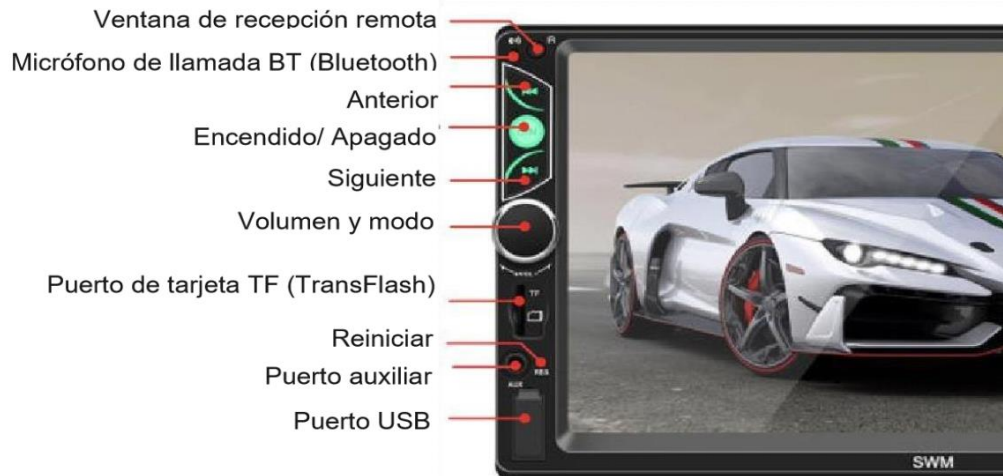 Ventana de recepción remota
IR
Micrófono de llamada BT (Bluetooth)
Anterior
Encendido/ Apagado
Siguiente
Volumen y modo
Puerto de tarjeta TF (TransFlash)
TF
Reiniciar
RES
Puerto auxiliar
AUX
Puerto USB
SWM